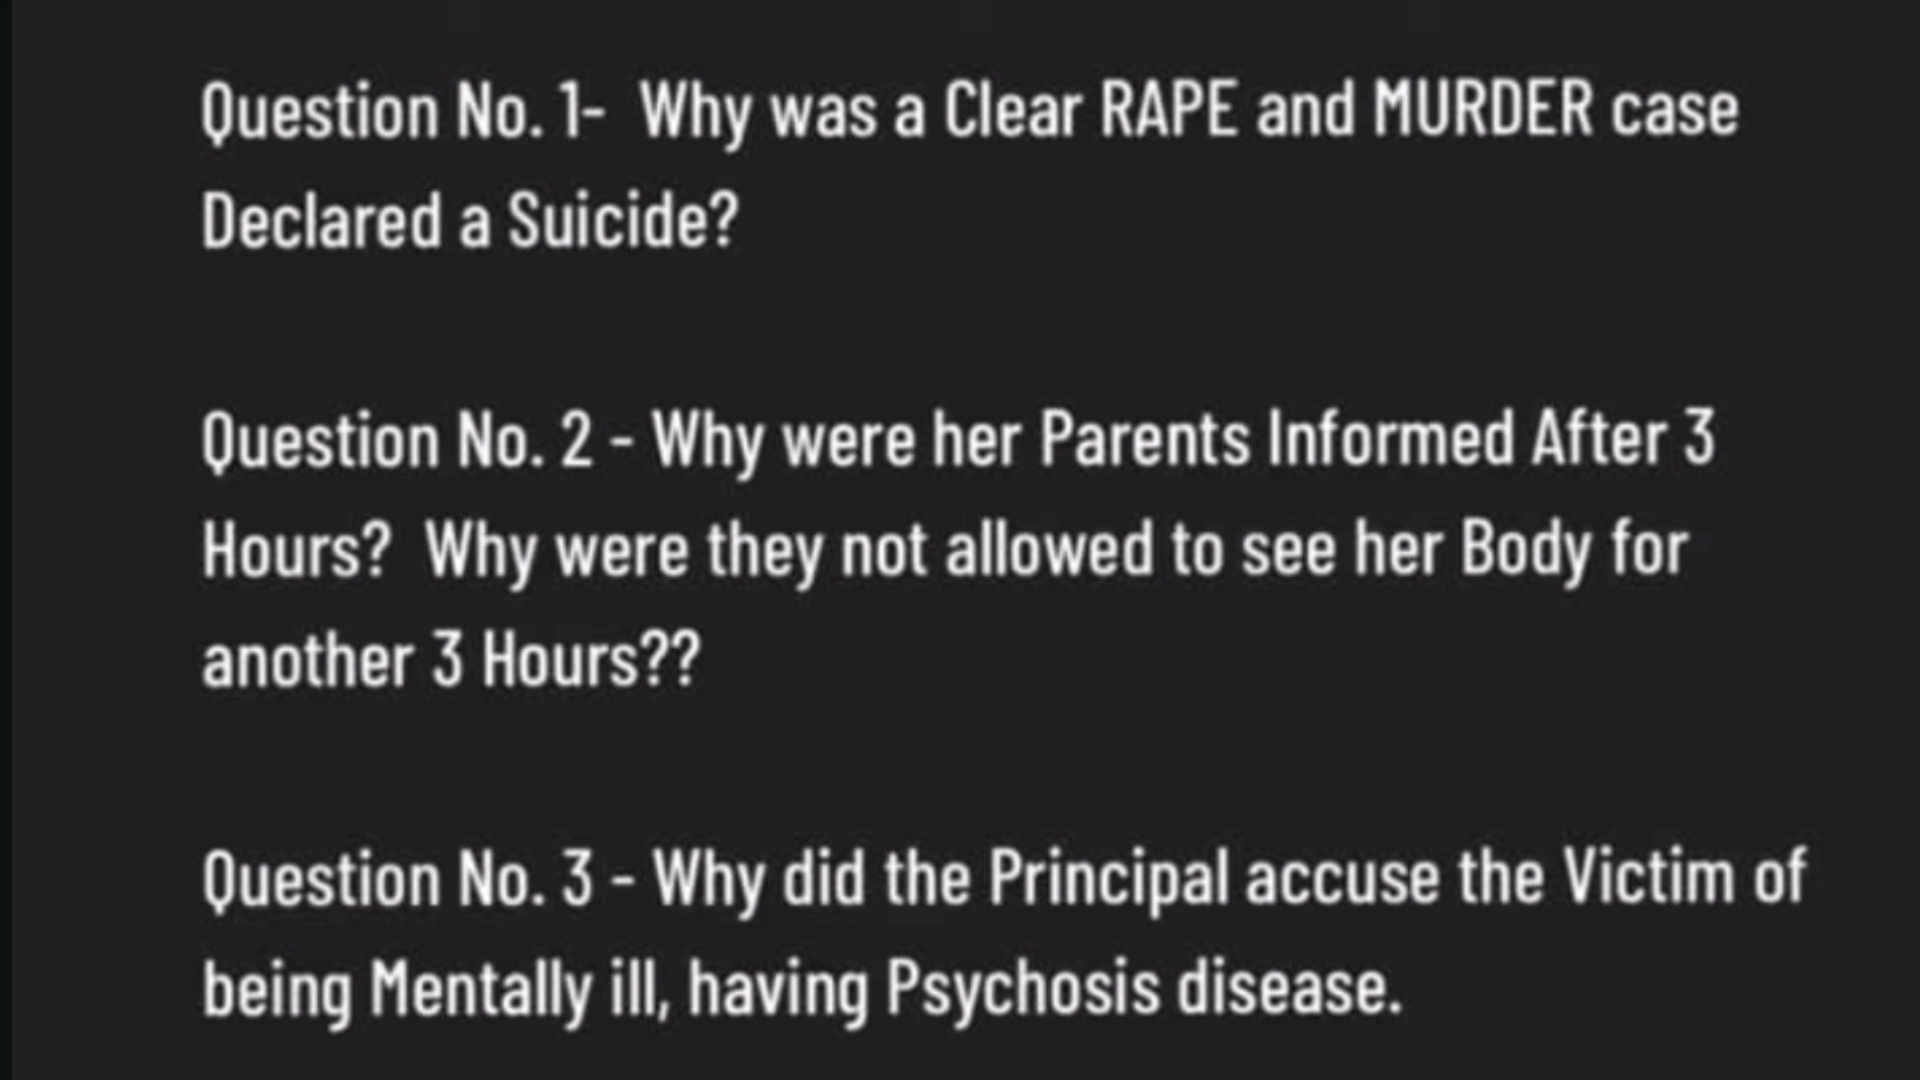 Question No. 1-  Why was a Clear RAPE and MURDER case
Declared a Suicide?
Question No. 2 - Why were her Parents Informed After 3
Hours?  Why were they not allowed to see her Body for
another 3 Hours??
Question No. 3 - Why did the Principal accuse the Victim of
being Mentally ill, having Psychosis disease.